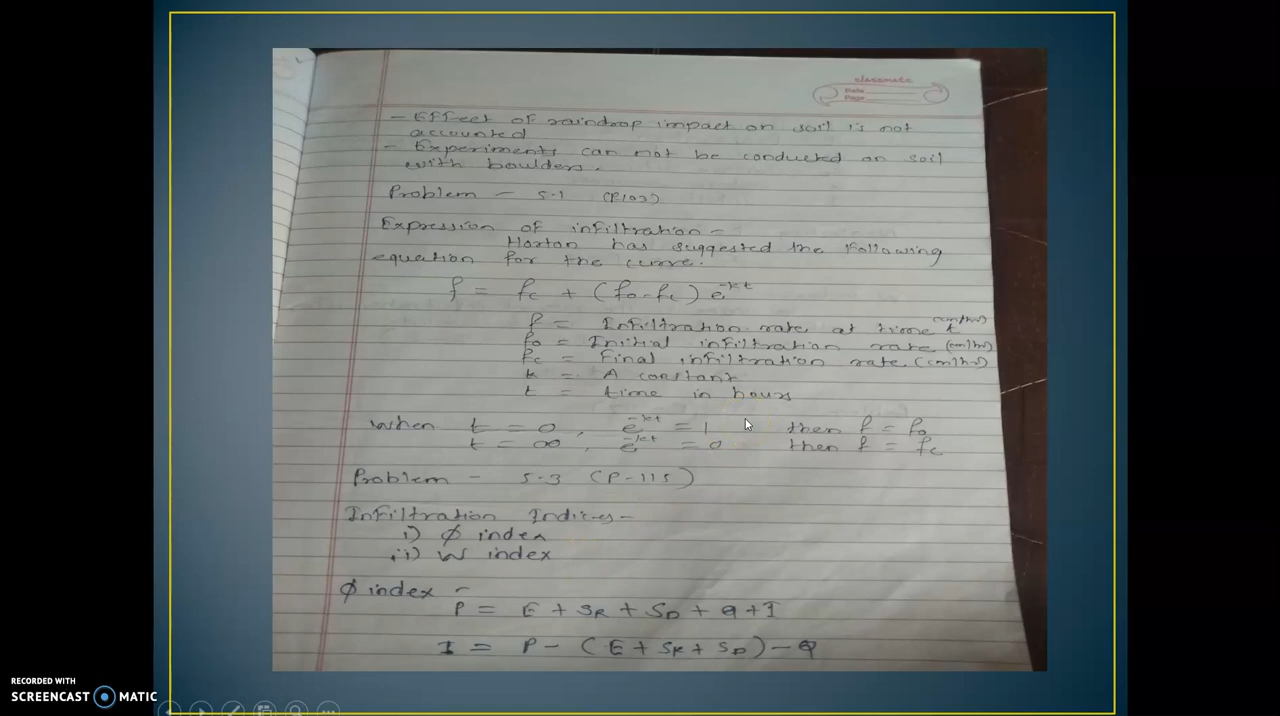 classmate
Date
Page
- Effect of raindrop impact on soil is not
accounted
- Experiments can not be conducted on soil
with boulders.
Problem - 5.1 (P103)
Expression of infiltration -
Horton has suggested the following
equation for the curve.
f = fc + (fo - fc) e^-kt
f = Infiltration rate at time t (cm/hr)
fo = Initial infiltration rate (cm/hr)
fc = Final infiltration rate (cm/hr)
k = A constant
t = time in hours
When t = 0, e^-kt = 1 then f = fo
t = ∞, e^-kt = 0 then f = fc
Problem - 5.3 (P-115)
Infiltration Indices -
i) Φ index
ii) W index
Φ index -
P = E + SR + SD + Q + I
I = P - (E + SR + SD) - Q
RECORDED WITH
SCREENCAST MATIC